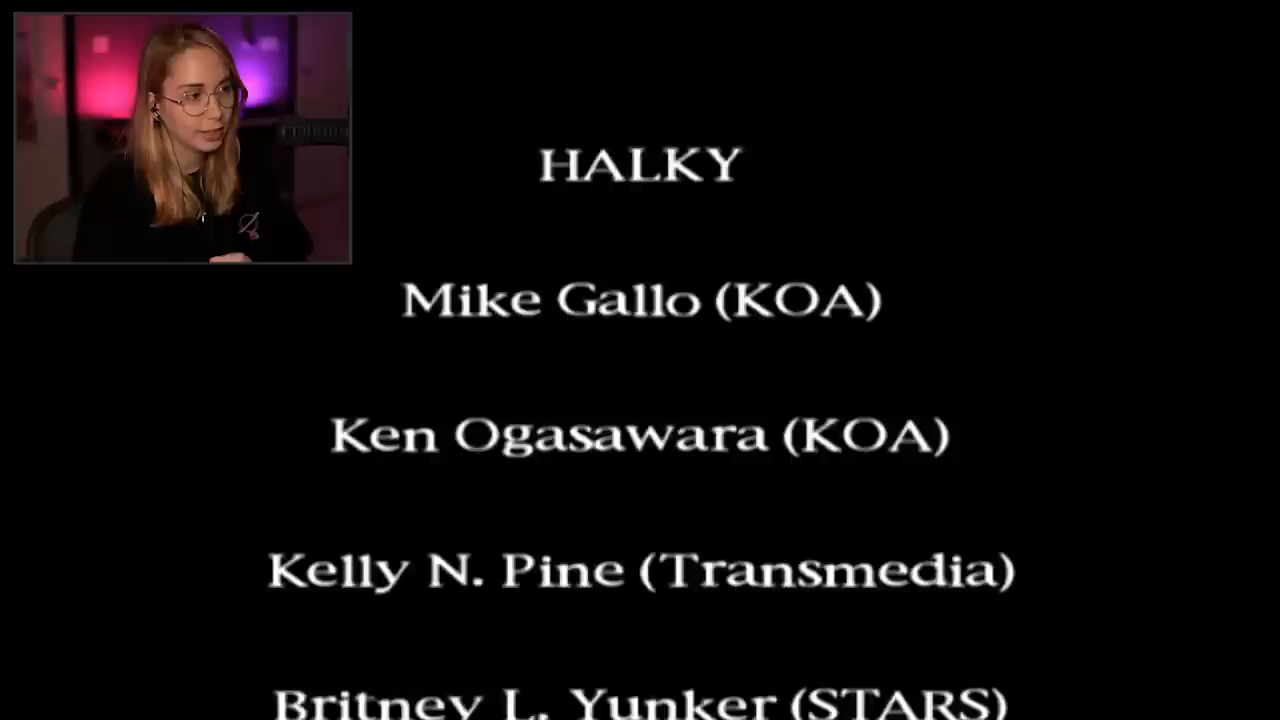 HALKY
Mike Gallo (KOA)
Ken Ogasawara (KOA)
Kelly N. Pine (Transmedia)
Britney L. Yunker (STARS)